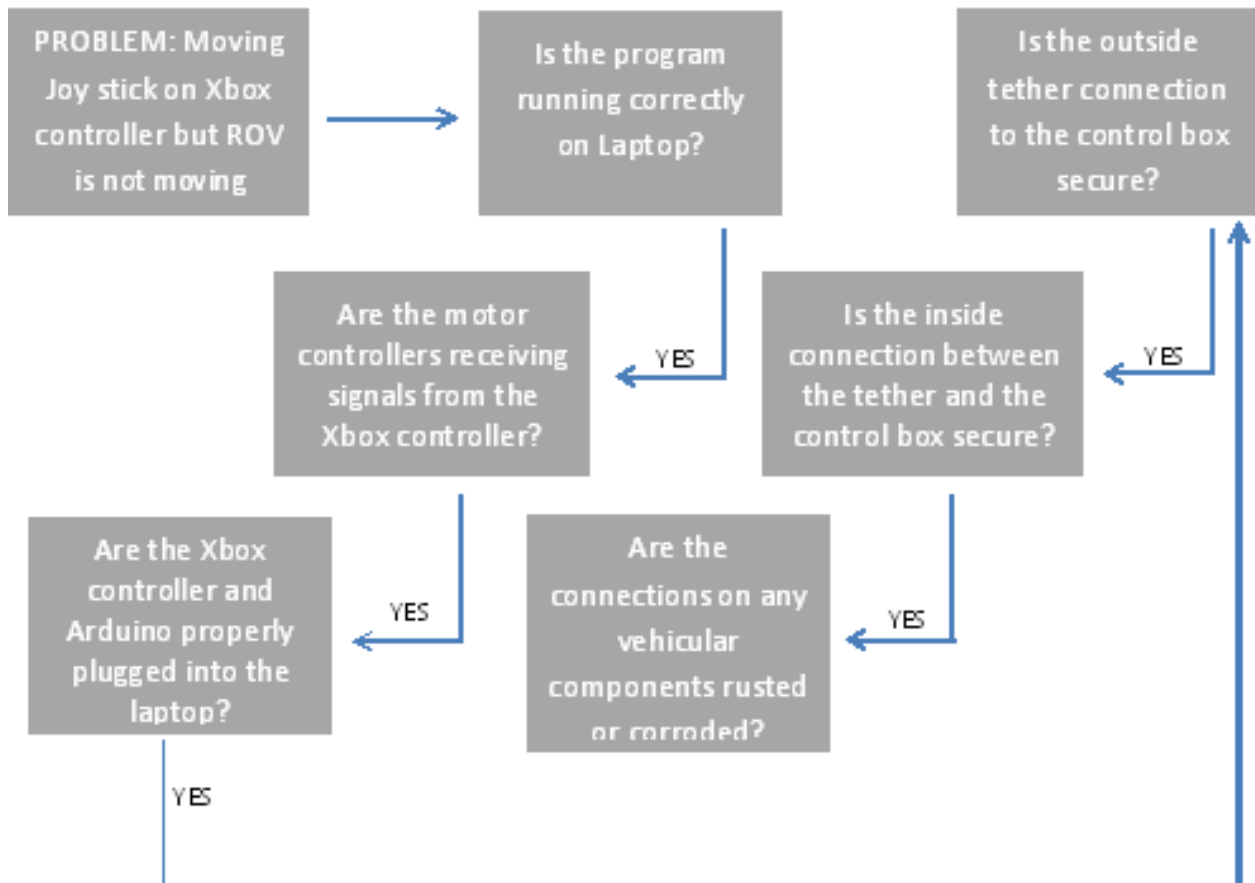 PROBLEM: Moving
Joy stick on Xbox
controller but ROV
is not moving
Is the program
running correctly
on Laptop?
YES
Are the motor
controllers receiving
signals from the
Xbox controller?
YES
Are the Xbox
controller and
Arduino properly
plugged into the
laptop?
YES
Is the outside
tether connection
to the control box
secure?
YES
Is the inside
connection between
the tether and the
control box secure?
YES
Are the
connections on any
vehicular
components rusted
or corroded?